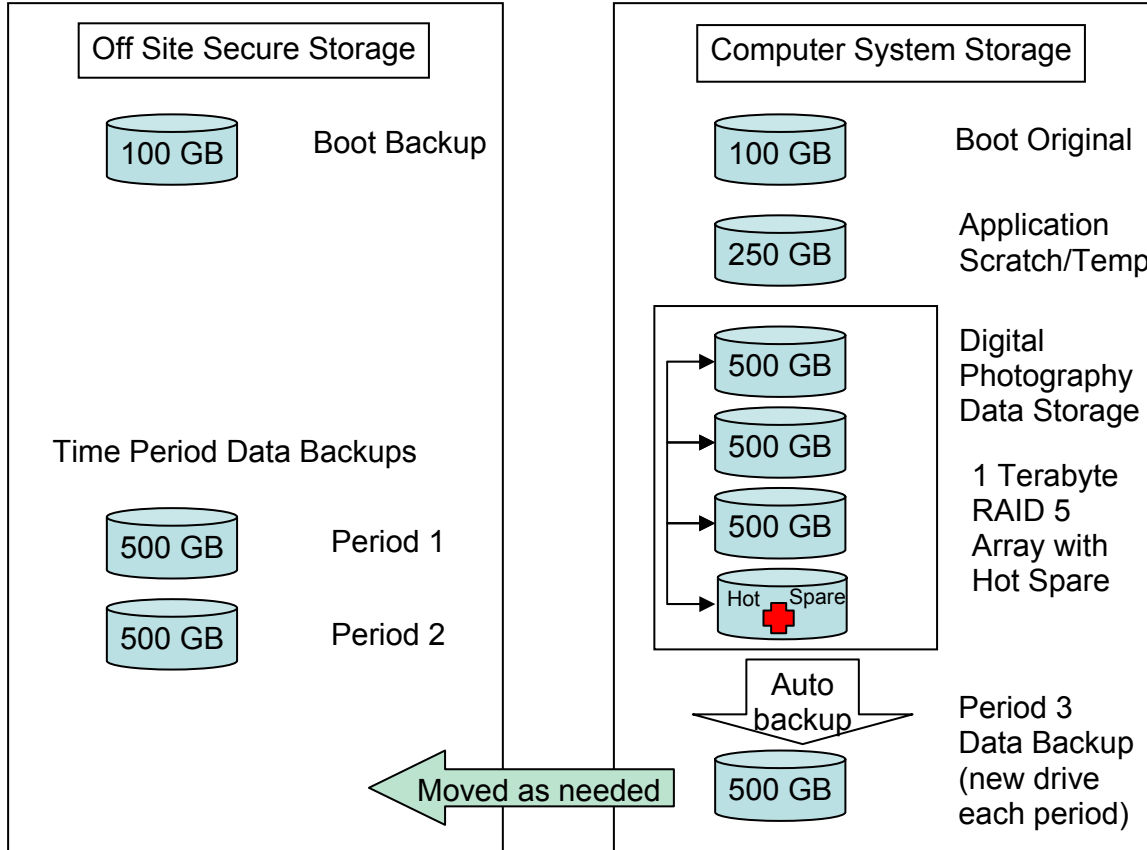 Off Site Secure Storage
100 GB
Boot Backup
Time Period Data Backups
500 GB
Period 1
500 GB
Period 2
Computer System Storage
100 GB
Boot Original
250 GB
Application
Scratch/Temp
500 GB
500 GB
500 GB
Hot Spare
Digital
Photography
Data Storage
1 Terabyte
RAID 5
Array with
Hot Spare
Auto
backup
500 GB
Period 3
Data Backup
(new drive
each period)
Moved as needed